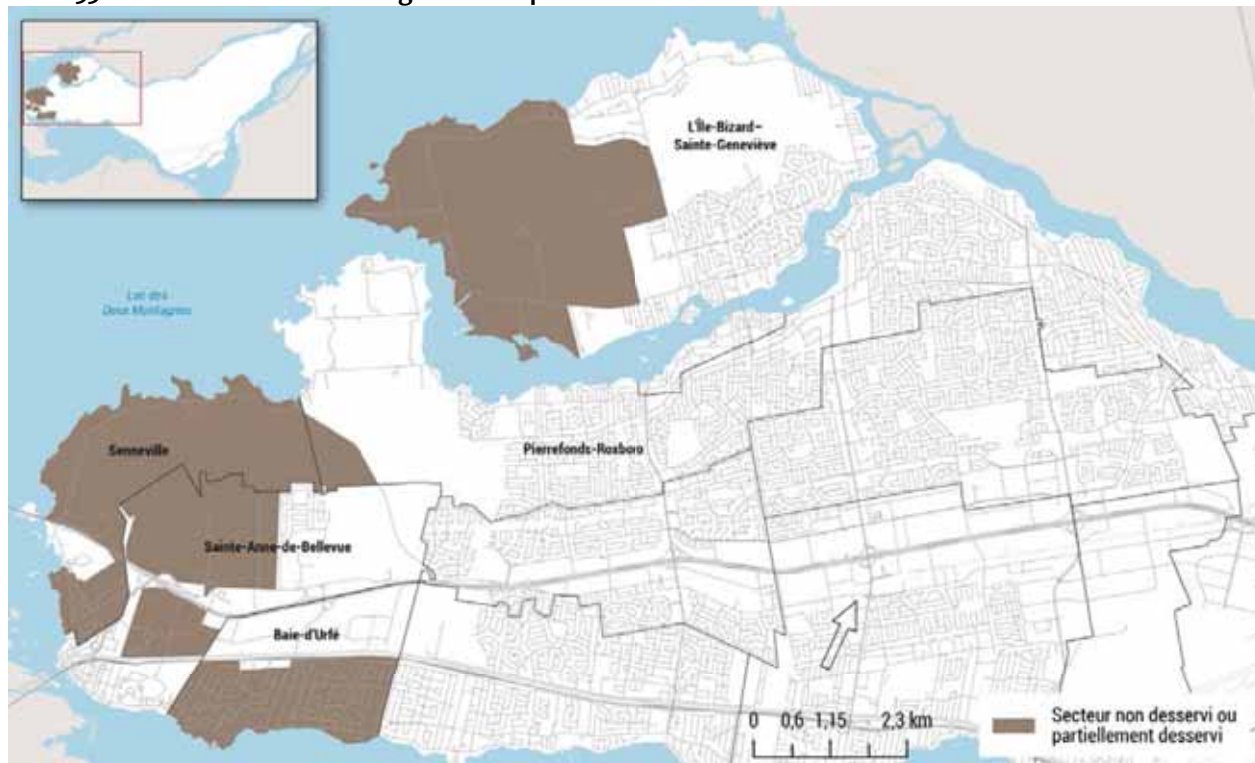 L'Île-Bizard–
Sainte-Geneviève
Lac des
Deux Montagnes
Senneville
Pierrefonds-Roxboro
Sainte-Anne-de-Bellevue
Baie-d'Urfé
0 0,6 1,15 2,3 km
Secteur non desservi ou
partiellement desservi